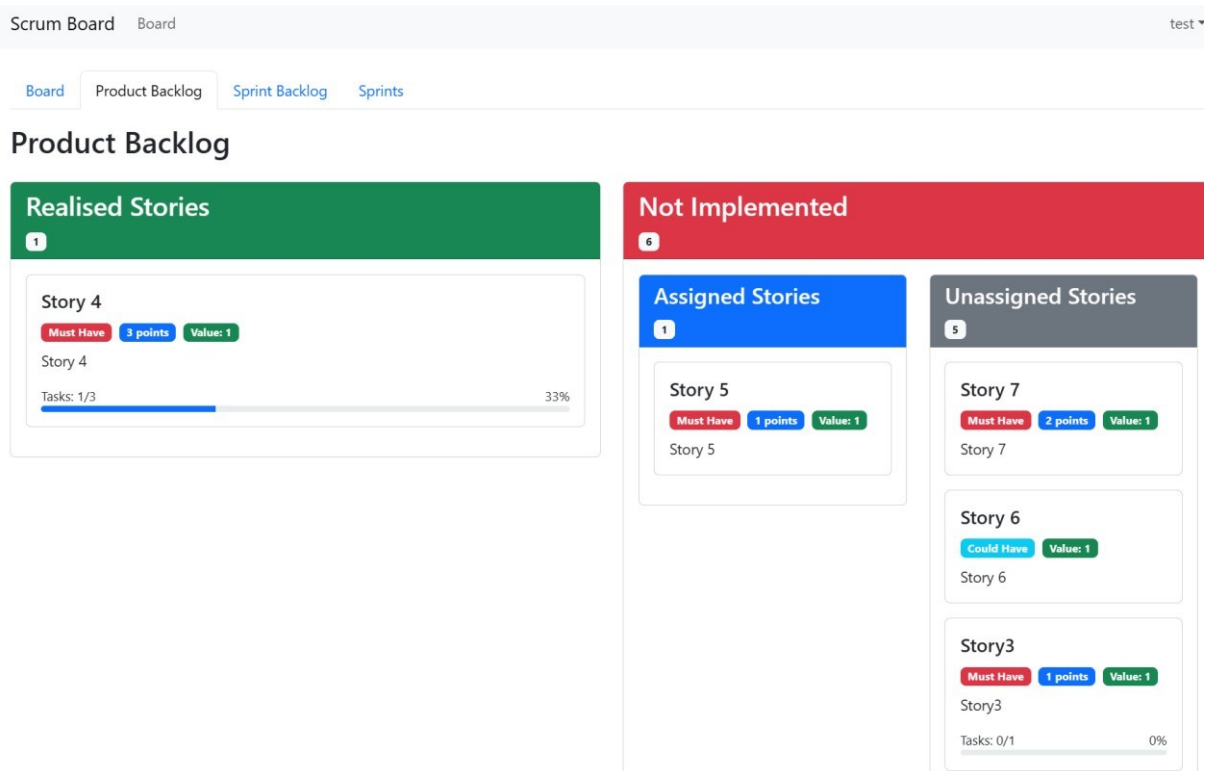 Scrum Board Board test
Board Product Backlog Sprint Backlog Sprints
Product Backlog
Realised Stories
1
Story 4
Must Have 3 points Value: 1
Story 4
Tasks: 1/3 33%
Not Implemented
6
Assigned Stories
1
Story 5
Must Have 1 points Value: 1
Story 5
Unassigned Stories
5
Story 7
Must Have 2 points Value: 1
Story 7
Story 6
Could Have Value: 1
Story 6
Story3
Must Have 1 points Value: 1
Story3
Tasks: 0/1 0%